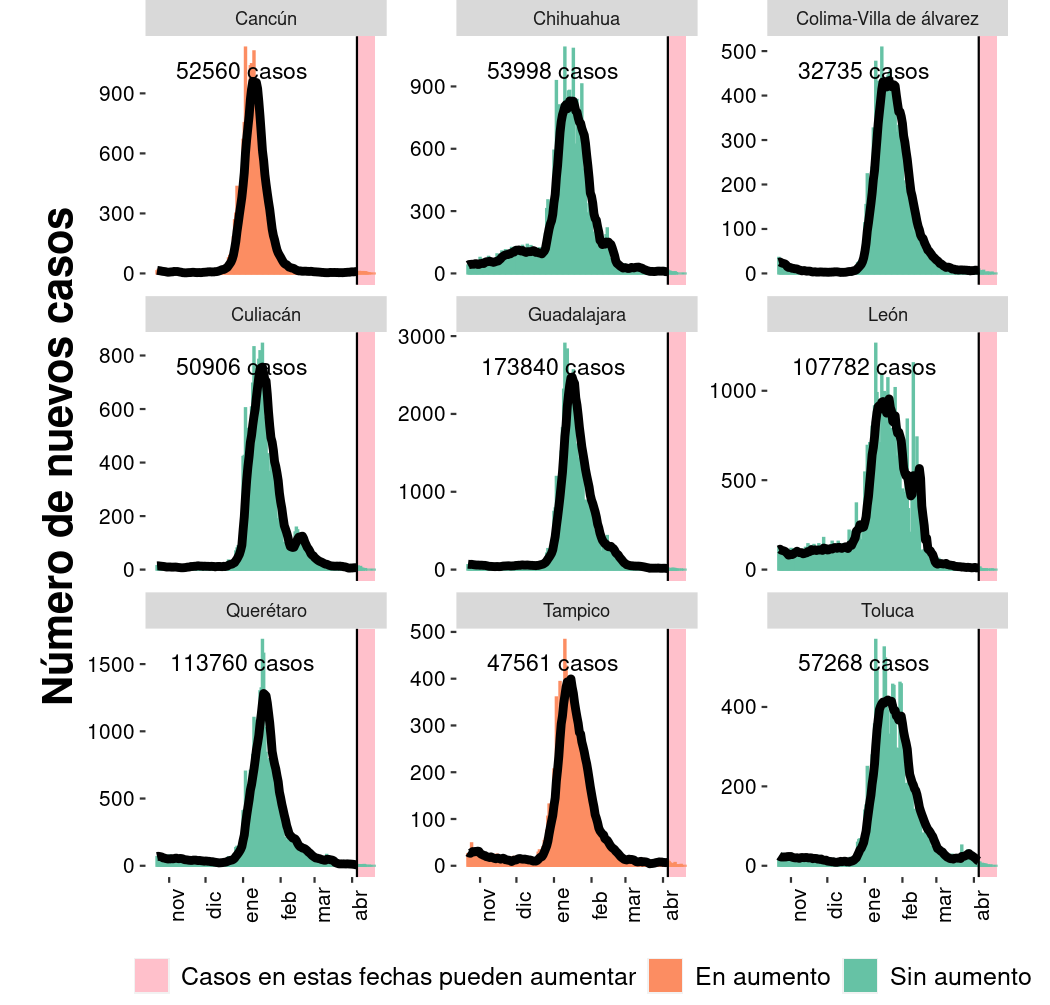 Número de nuevos casos
Cancún
52560 casos
900
600
300
0
Chihuahua
53998 casos
900
600
300
0
Colima-Villa de álvarez
32735 casos
500
400
300
200
100
0
Culiacán
50906 casos
800
600
400
200
0
Guadalajara
173840 casos
3000
2000
1000
0
León
107782 casos
1000
500
0
Querétaro
113760 casos
1500
1000
500
0
nov dic ene feb mar abr
Tampico
47561 casos
500
400
300
200
100
0
nov dic ene feb mar abr
Toluca
57268 casos
400
200
0
nov dic ene feb mar abr
Casos en estas fechas pueden aumentar En aumento Sin aumento